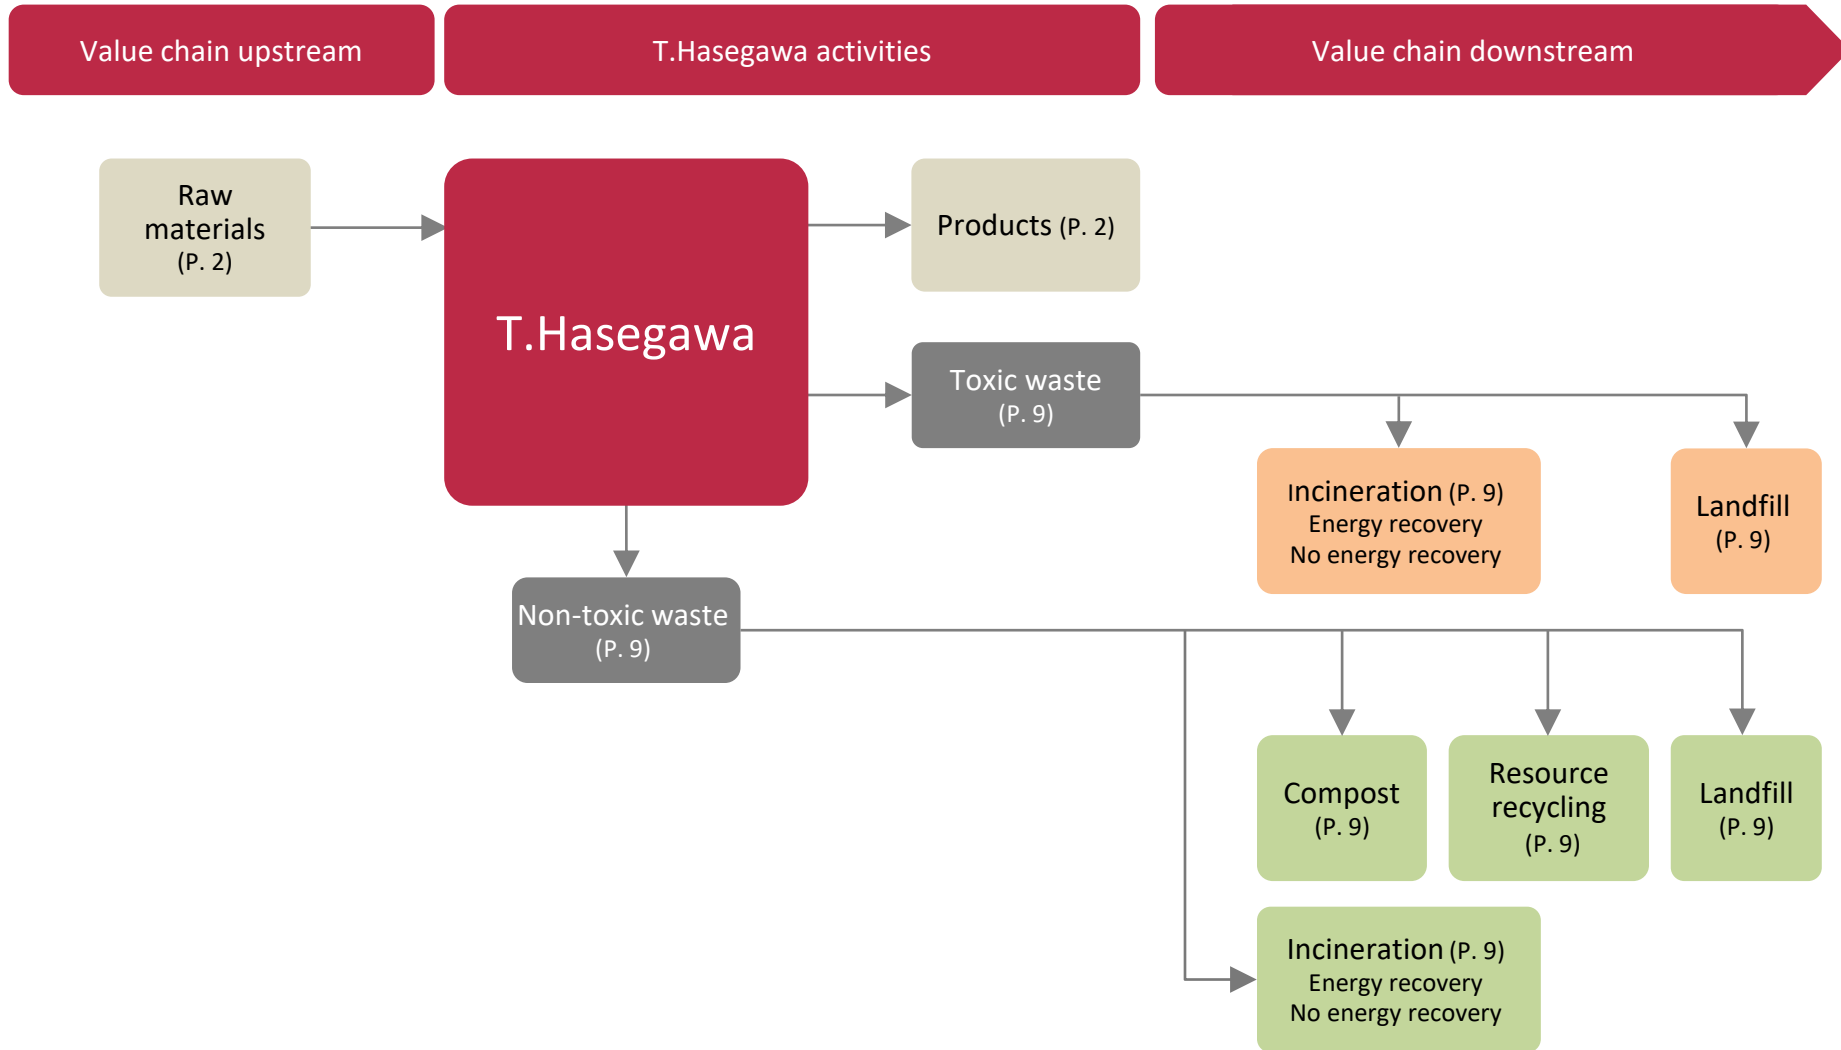 Value chain upstream
T.Hasegawa activities
Value chain downstream
Raw
materials
(P. 2)
T.Hasegawa
Products (P. 2)
Toxic waste
(P. 9)
Incineration (P. 9)
Energy recovery
No energy recovery
Landfill
(P. 9)
Non-toxic waste
(P. 9)
Compost
(P. 9)
Resource
recycling
(P. 9)
Landfill
(P. 9)
Incineration (P. 9)
Energy recovery
No energy recovery